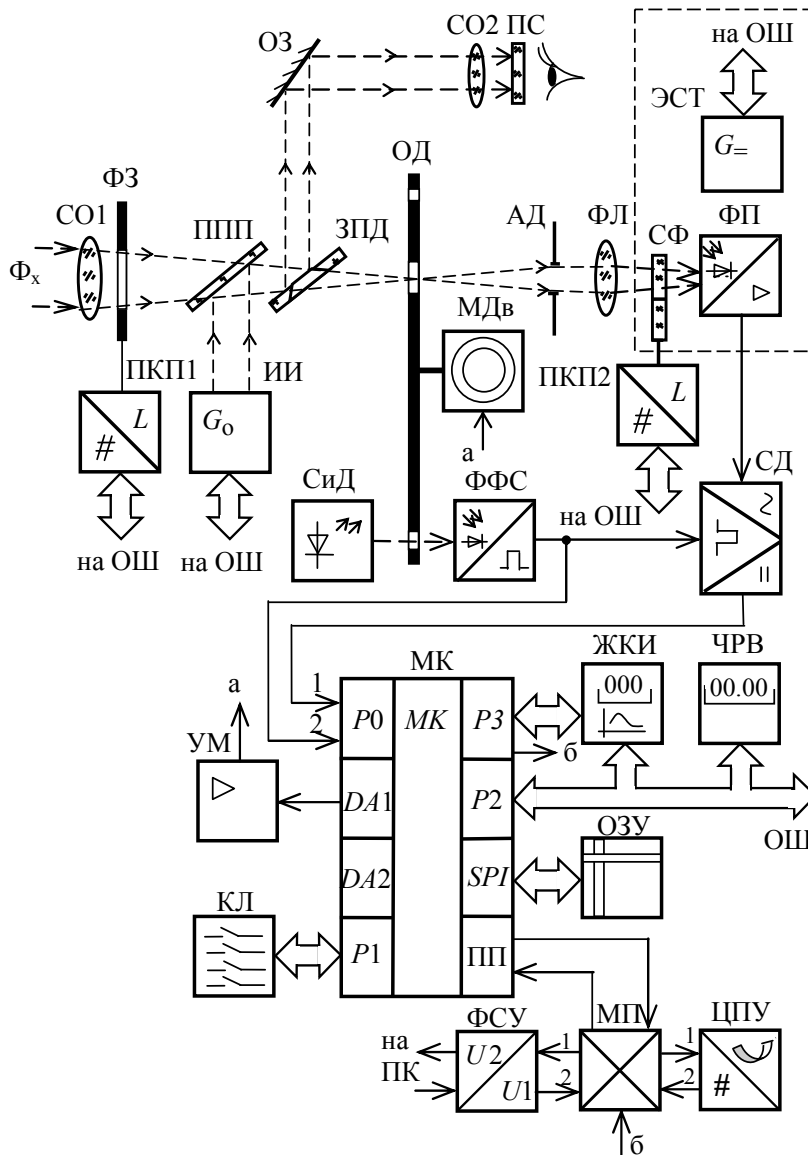 ОЗ
СО2 ПС
на ОШ
ЭСТ
G=
ФЗ
СО1
ППП
ЗПД
ОД
АД
ФЛ
СФ
ФП
Фх
МДв
ПКП1
ИИ
ПКП2
L
#
Gо
а
L
#
СД
СиД
ФФС
на ОШ
на ОШ
на ОШ
МК
ЖКИ
ЧРВ
1
2
P0
MK
P3
000
00.00
а
б
УМ
DA1
P2
ОШ
ОЗУ
DA2
SPI
КЛ
P1
ПП
ФСУ
МП
ЦПУ
на
ПК
U2
U1
1
2
1
2
#
б